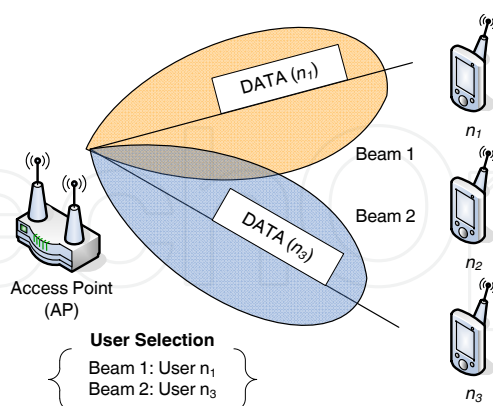 DATA (n1)
n1
Beam 1
Beam 2
DATA (n3)
n2
Access Point
(AP)
User Selection
Beam 1: User n1
Beam 2: User n3
n3